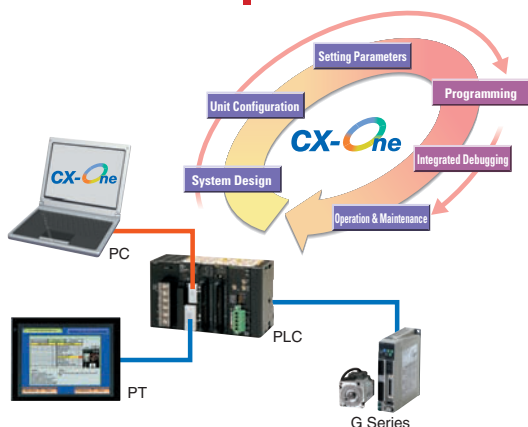 Setting Parameters
Programming
Unit Configuration
CX-One
Integrated Debugging
System Design
Operation & Maintenance
CX-One
PC
PLC
PT
G Series